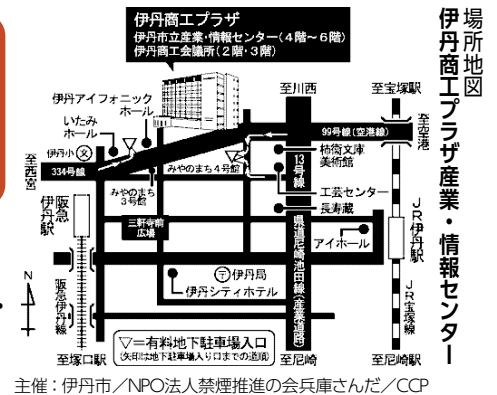 場所地図
伊丹商工プラザ産業・情報センター
伊丹商工プラザ
伊丹市立産業・情報センター(4階~6階)
伊丹商工会議所(2階・3階)
至川西
至宝塚駅
至空港
伊丹アイフォニック
ホール
いたみ
ホール
伊丹小
文
99号線(空港線)
柿衞文庫
美術館
至西宮
334号線
みやのまち4号館
みやのまち
3号館
13号線
工芸センター
長寿蔵
阪急
伊丹駅
三軒寺前
広場
県道尼崎池田線(産業道路)
アイホール
JR伊丹駅
伊丹局
伊丹シティホテル
N
阪急伊丹線
JR宝塚線
▽=有料地下駐車場入口
(矢印は地下駐車場入り口までの道順)
至塚口駅
至尼崎
至尼崎駅
主催:伊丹市/NPO法人禁煙推進の会兵庫さんだ/CCP